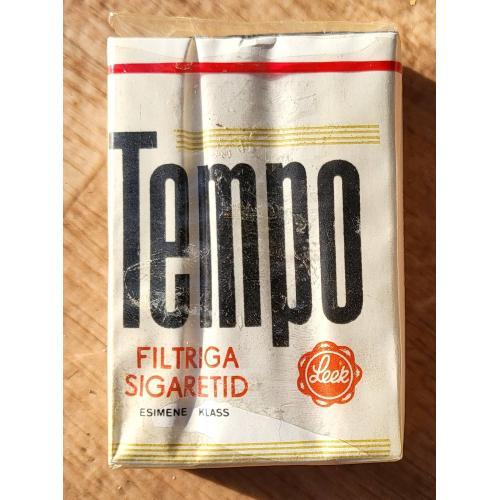 Tempo
FILTRIGA
SIGARETID
ESIMENE KLASS
Leek